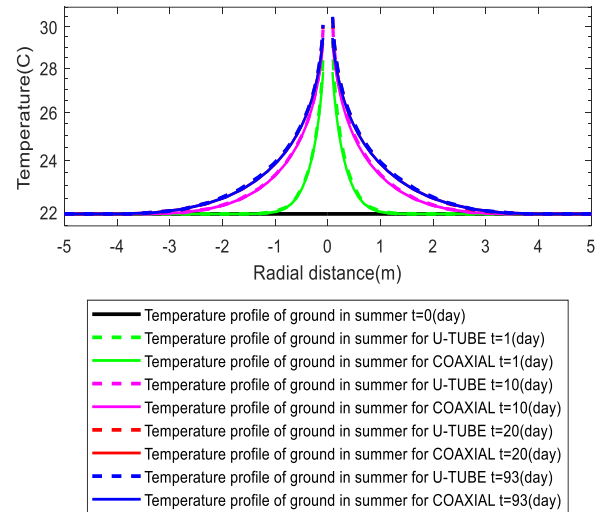 30
28
26
24
22
Temperature(C)
-5 -4 -3 -2 -1 0 1 2 3 4 5
Radial distance(m)
Temperature profile of ground in summer t=0(day)
Temperature profile of ground in summer for U-TUBE t=1(day)
Temperature profile of ground in summer for COAXIAL t=1(day)
Temperature profile of ground in summer for U-TUBE t=10(day)
Temperature profile of ground in summer for COAXIAL t=10(day)
Temperature profile of ground in summer for U-TUBE t=20(day)
Temperature profile of ground in summer for COAXIAL t=20(day)
Temperature profile of ground in summer for U-TUBE t=93(day)
Temperature profile of ground in summer for COAXIAL t=93(day)